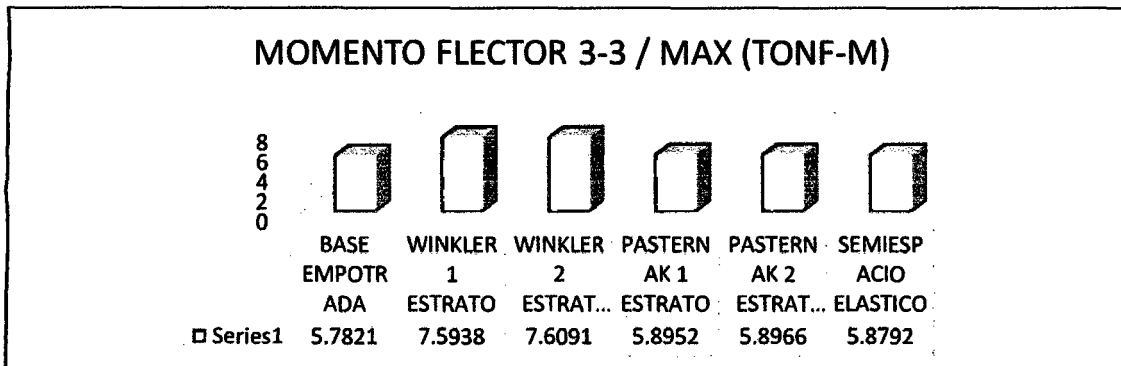 MOMENTO FLECTOR 3-3 / MAX (TONF-M)
8
6
4
2
0
BASE WINKLER WINKLER PASTERN PASTERN SEMIESP
EMPOTR 1 2 AK 1 AK 2 ACIO
ADA ESTRATO ESTRAT... ESTRATO ESTRAT... ELASTICO
Series1 5.7821 7.5938 7.6091 5.8952 5.8966 5.8792